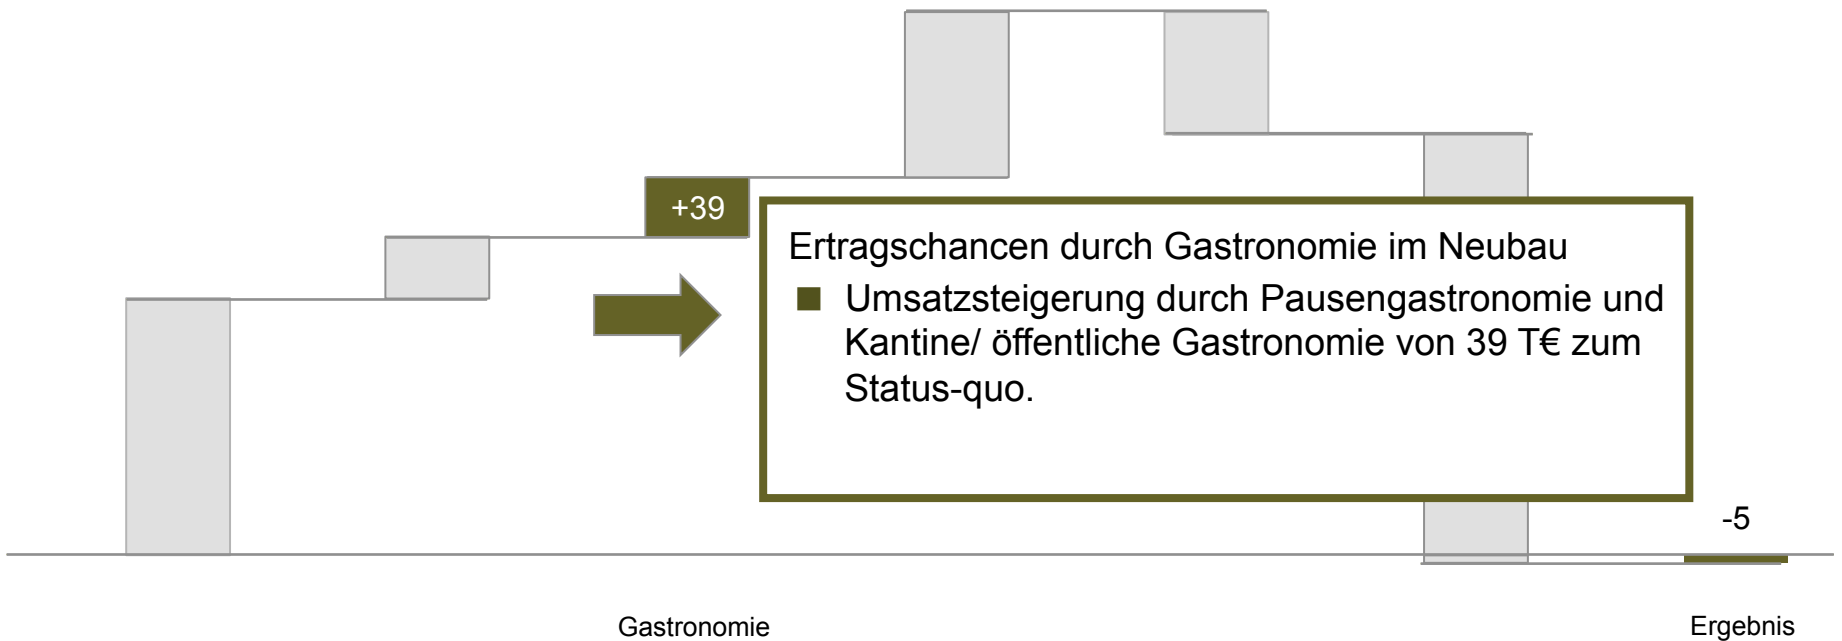 +39
Ertragschancen durch Gastronomie im Neubau
■ Umsatzsteigerung durch Pausengastronomie und
Kantine/ öffentliche Gastronomie von 39 T€ zum
Status-quo.
-5
Gastronomie
Ergebnis